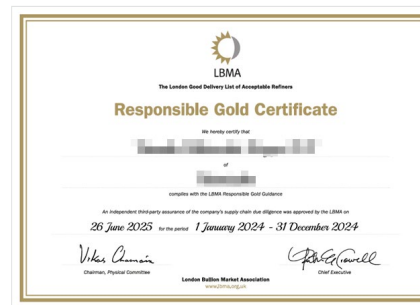 LBMA
The London Good Delivery List of Acceptable Refiners
Responsible Gold Certificate
We hereby certify that
of
complies with the LBMA Responsible Gold Guidance
An independent third-party assurance of the company's supply chain due diligence was approved by the LBMA on
26 June 2025 for the period 1 January 2024 - 31 December 2024
Chairman, Physical Committee
Chief Executive
London Bullion Market Association
www.lbma.org.uk